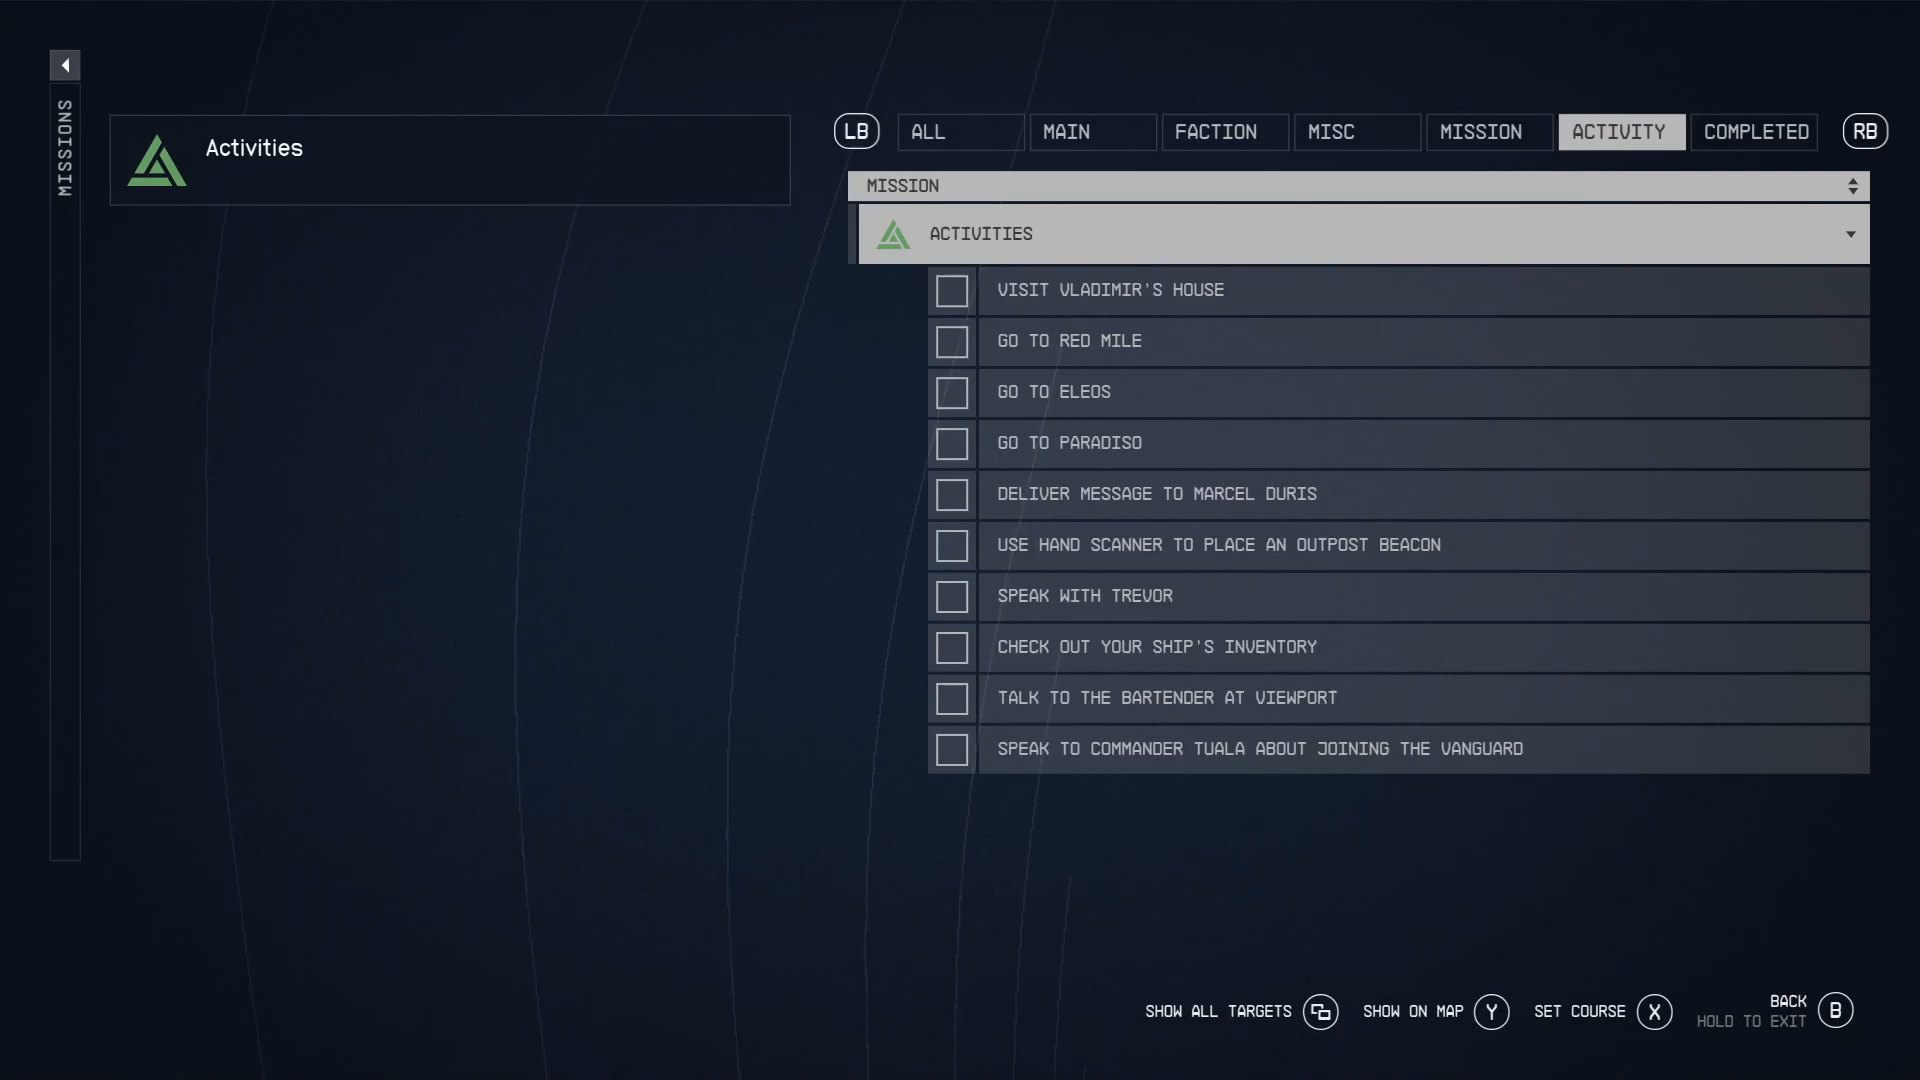 MISSIONS
Activities
LB
ALL
MAIN
FACTION
MISC
MISSION
ACTIVITY
COMPLETED
RB
MISSION
ACTIVITIES
VISIT VLADIMIR'S HOUSE
GO TO RED MILE
GO TO ELEOS
GO TO PARADISO
DELIVER MESSAGE TO MARCEL DURIS
USE HAND SCANNER TO PLACE AN OUTPOST BEACON
SPEAK WITH TREVOR
CHECK OUT YOUR SHIP'S INVENTORY
TALK TO THE BARTENDER AT VIEWPORT
SPEAK TO COMMANDER TUALA ABOUT JOINING THE VANGUARD
SHOW ALL TARGETS
SHOW ON MAP Y
SET COURSE X
BACK B
HOLD TO EXIT